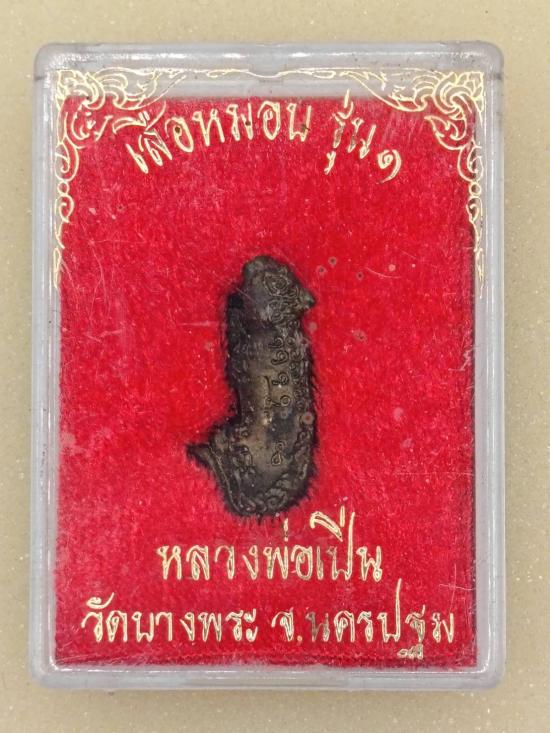 เสือหมอบ รุ่น ๑
หลวงพ่อเปิ่น
วัดบางพระ จ.นครปฐม